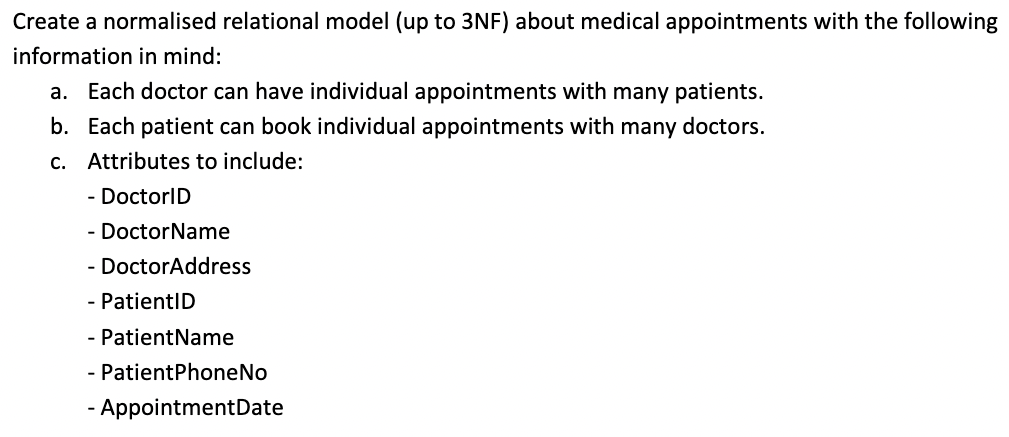 Create a normalised relational model (up to 3NF) about medical appointments with the following
information in mind:
a. Each doctor can have individual appointments with many patients.
b. Each patient can book individual appointments with many doctors.
c. Attributes to include:
- DoctorID
- DoctorName
- DoctorAddress
- PatientID
- PatientName
- PatientPhoneNo
- AppointmentDate